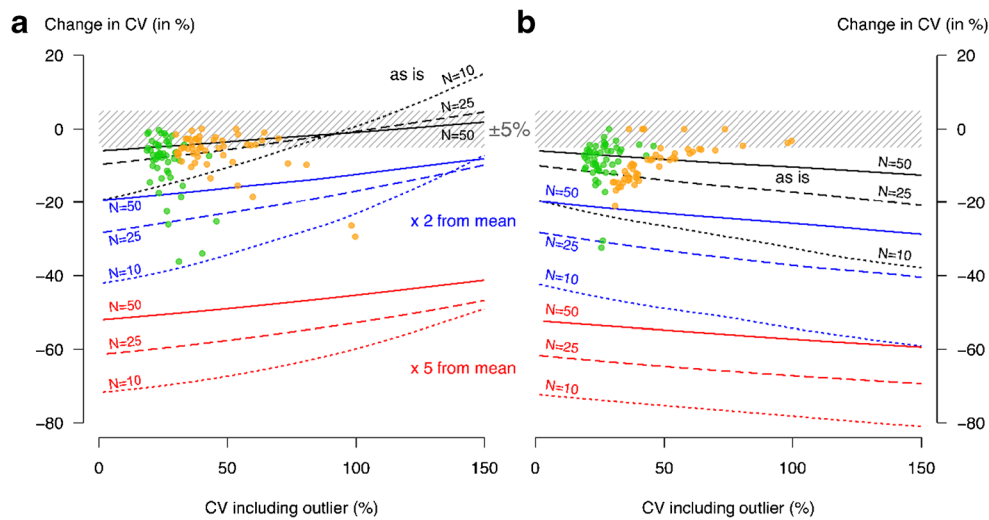 a
Change in CV (in %)
20
0
−20
−40
−60
−80
as is
N=10
N=25
N=50
±5%
N=50
N=25
N=10
x 2 from mean
N=50
N=25
N=10
x 5 from mean
0
50
100
150
CV including outlier (%)
b
Change in CV (in %)
20
0
−20
−40
−60
−80
N=50
as is
N=25
N=10
N=50
N=25
N=10
N=50
N=25
N=10
0
50
100
150
CV including outlier (%)